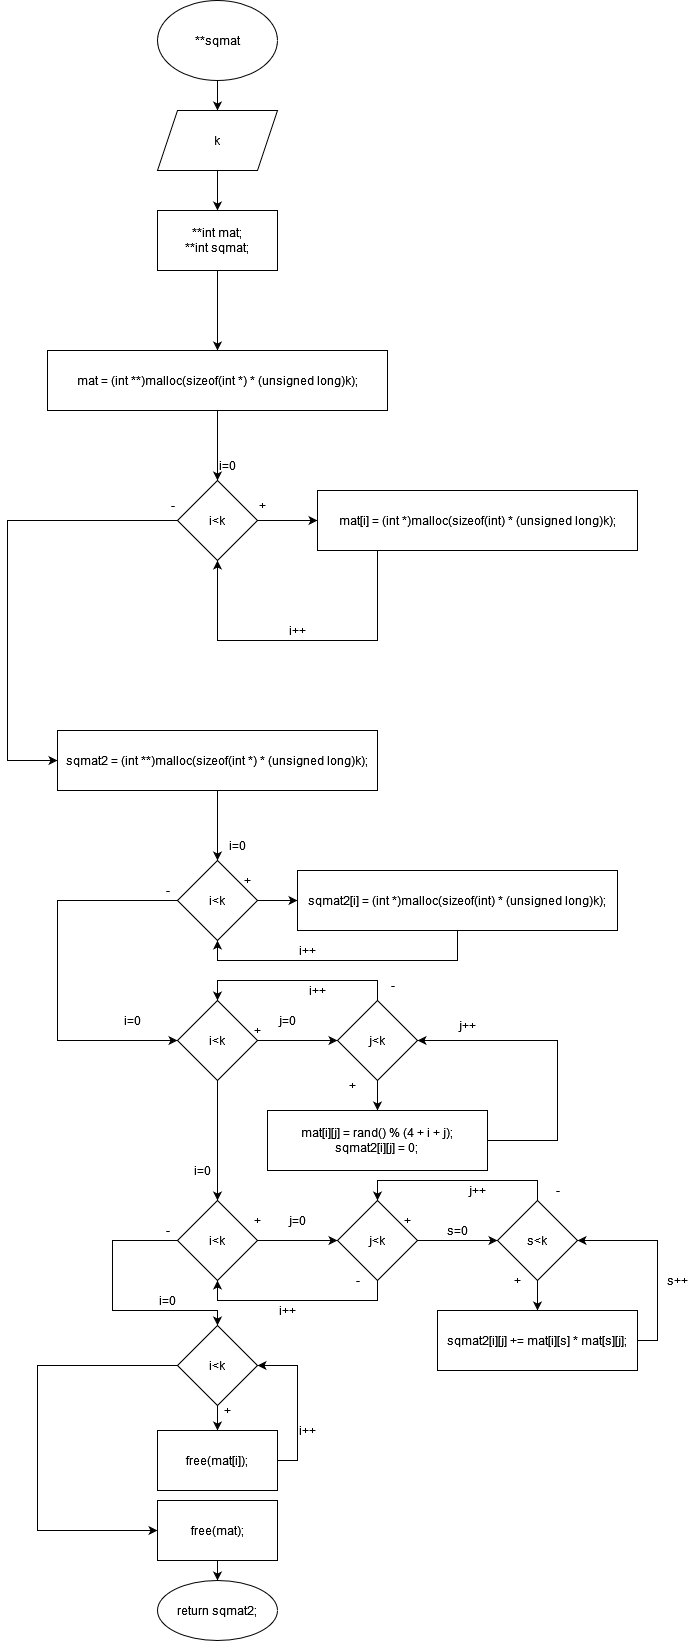 **sqmat
k
**int mat;
**int sqmat;
mat = (int **)malloc(sizeof(int *) * (unsigned long)k);
i=0
-
i<k
+
mat[i] = (int *)malloc(sizeof(int) * (unsigned long)k);
i++
sqmat2 = (int **)malloc(sizeof(int *) * (unsigned long)k);
i=0
-
i<k
+
sqmat2[i] = (int *)malloc(sizeof(int) * (unsigned long)k);
i++
i++
-
i=0
i<k
+
j=0
j<k
j++
+
mat[i][j] = rand() % (4 + i + j);
sqmat2[i][j] = 0;
i=0
j++
-
-
i<k
+
j=0
j<k
+
s=0
s<k
-
+
s++
i=0
i++
sqmat2[i][j] += mat[i][s] * mat[s][j];
i<k
+
i++
free(mat[i]);
free(mat);
return sqmat2;